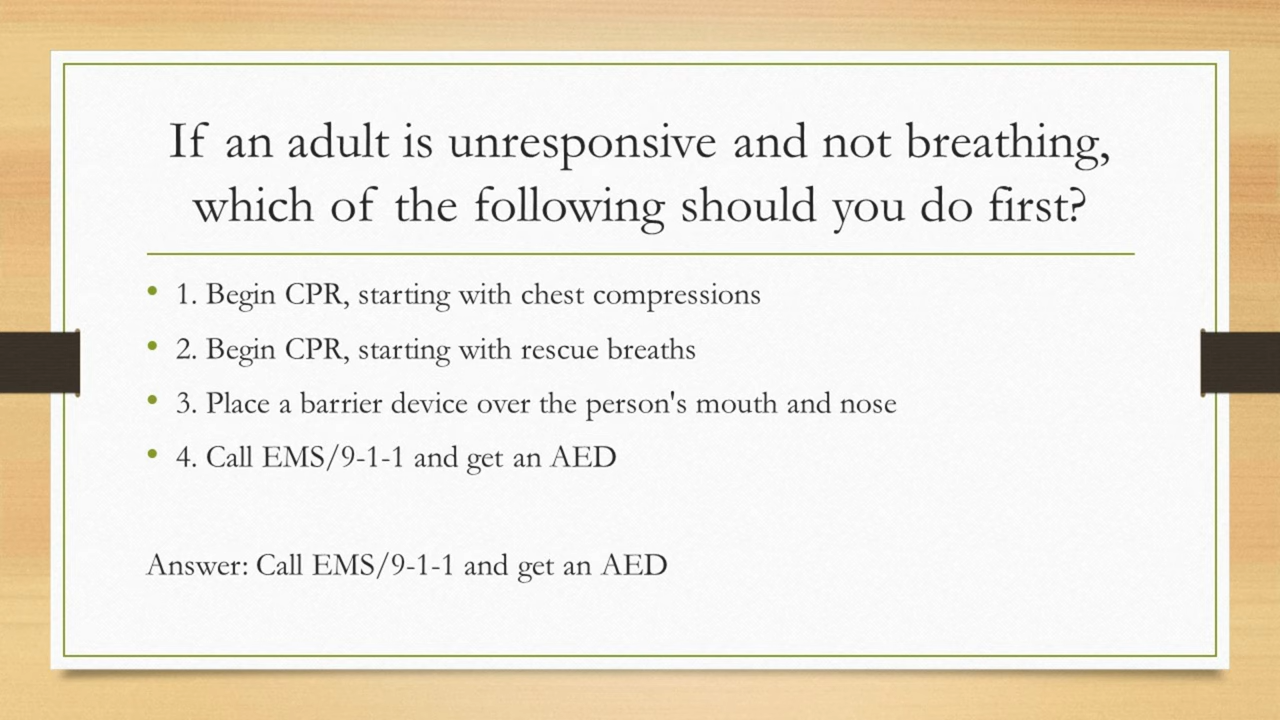 If an adult is unresponsive and not breathing,
which of the following should you do first?
• 1. Begin CPR, starting with chest compressions
• 2. Begin CPR, starting with rescue breaths
• 3. Place a barrier device over the person's mouth and nose
• 4. Call EMS/9-1-1 and get an AED
Answer: Call EMS/9-1-1 and get an AED